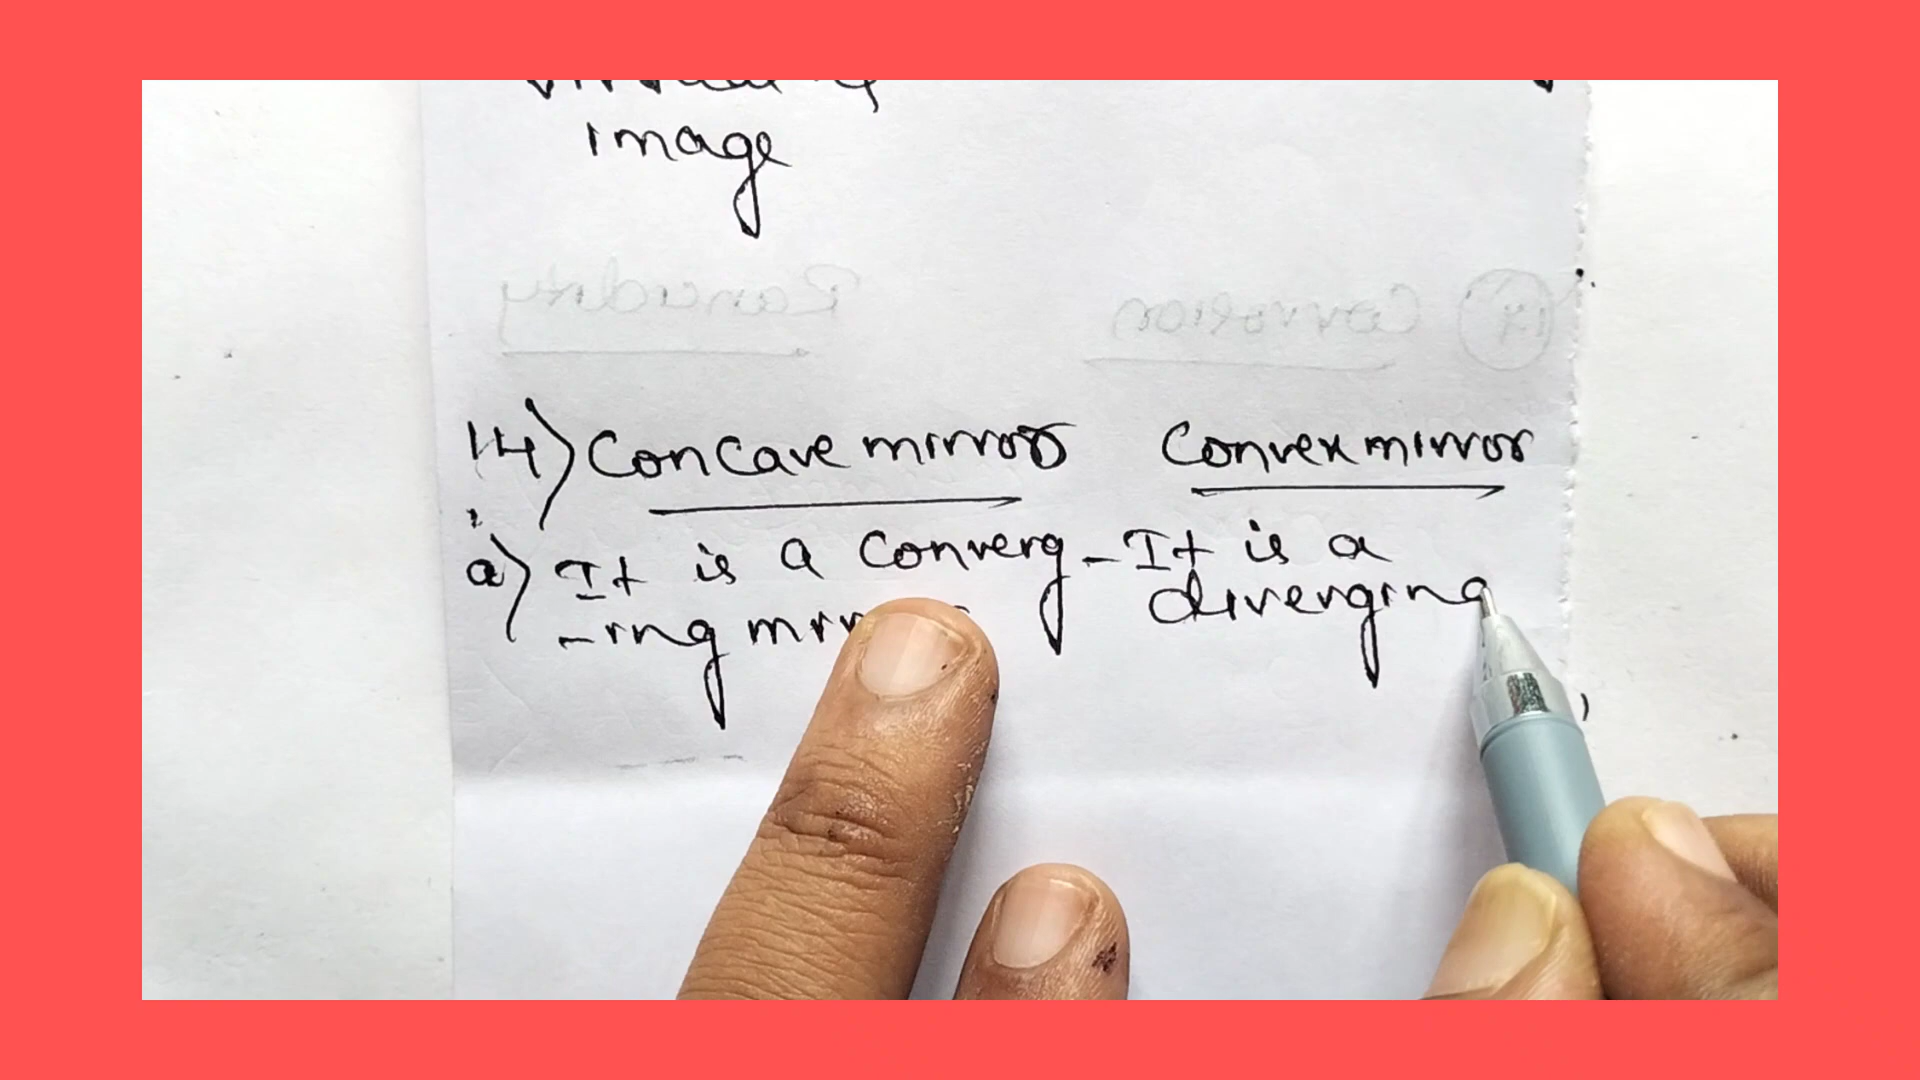 image
14) Concave mirror Convex mirror
a) It is a converg - It is a
-ing diverging